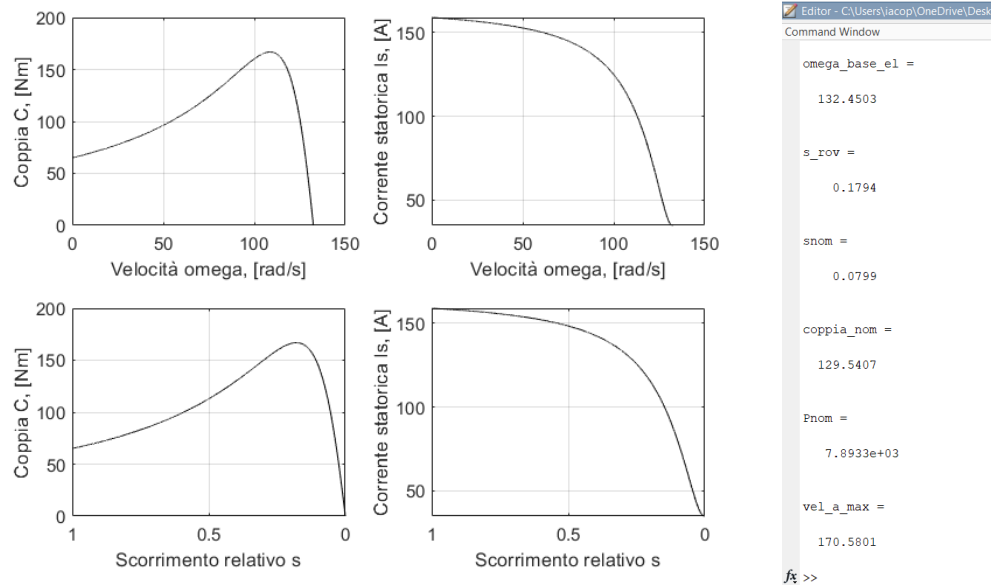 200
150
100
50
0
0
50
100
150
Coppia C, [Nm]
Velocità omega, [rad/s]
150
100
50
0
50
100
150
Corrente statorica Is, [A]
Velocità omega, [rad/s]
200
150
100
50
0
1
0.5
0
Coppia C, [Nm]
Scorrimento relativo s
150
100
50
1
0.5
0
Corrente statorica Is, [A]
Scorrimento relativo s
Editor - C:\Users\iacop\OneDrive\Desk
Command Window
omega_base_el =
132.4503
s_rov =
0.1794
snom =
0.0799
coppia_nom =
129.5407
Pnom =
7.8933e+03
vel_a_max =
170.5801
fx >>